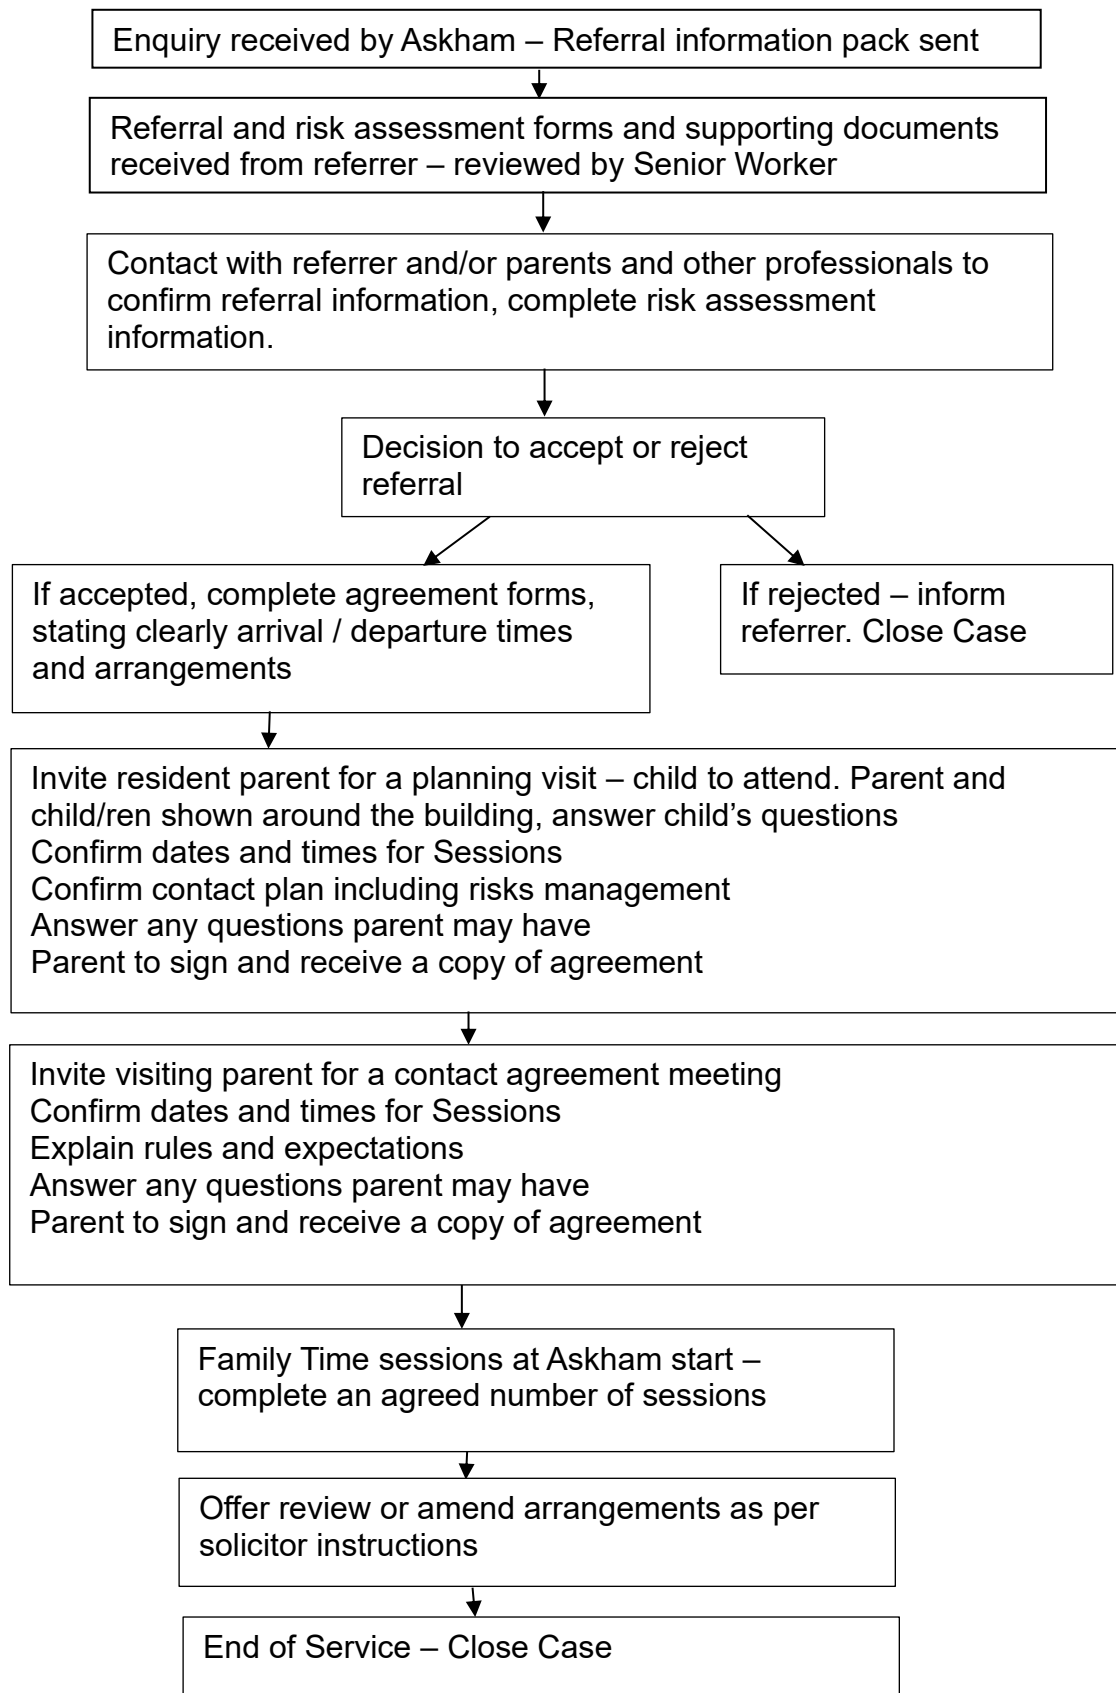 Enquiry received by Askham – Referral information pack sent
Referral and risk assessment forms and supporting documents
received from referrer – reviewed by Senior Worker
Contact with referrer and/or parents and other professionals to
confirm referral information, complete risk assessment
information.
Decision to accept or reject
referral
If accepted, complete agreement forms,
stating clearly arrival / departure times
and arrangements
If rejected – inform
referrer. Close Case
Invite resident parent for a planning visit – child to attend. Parent and
child/ren shown around the building, answer child’s questions
Confirm dates and times for Sessions
Confirm contact plan including risks management
Answer any questions parent may have
Parent to sign and receive a copy of agreement
Invite visiting parent for a contact agreement meeting
Confirm dates and times for Sessions
Explain rules and expectations
Answer any questions parent may have
Parent to sign and receive a copy of agreement
Family Time sessions at Askham start –
complete an agreed number of sessions
Offer review or amend arrangements as per
solicitor instructions
End of Service – Close Case